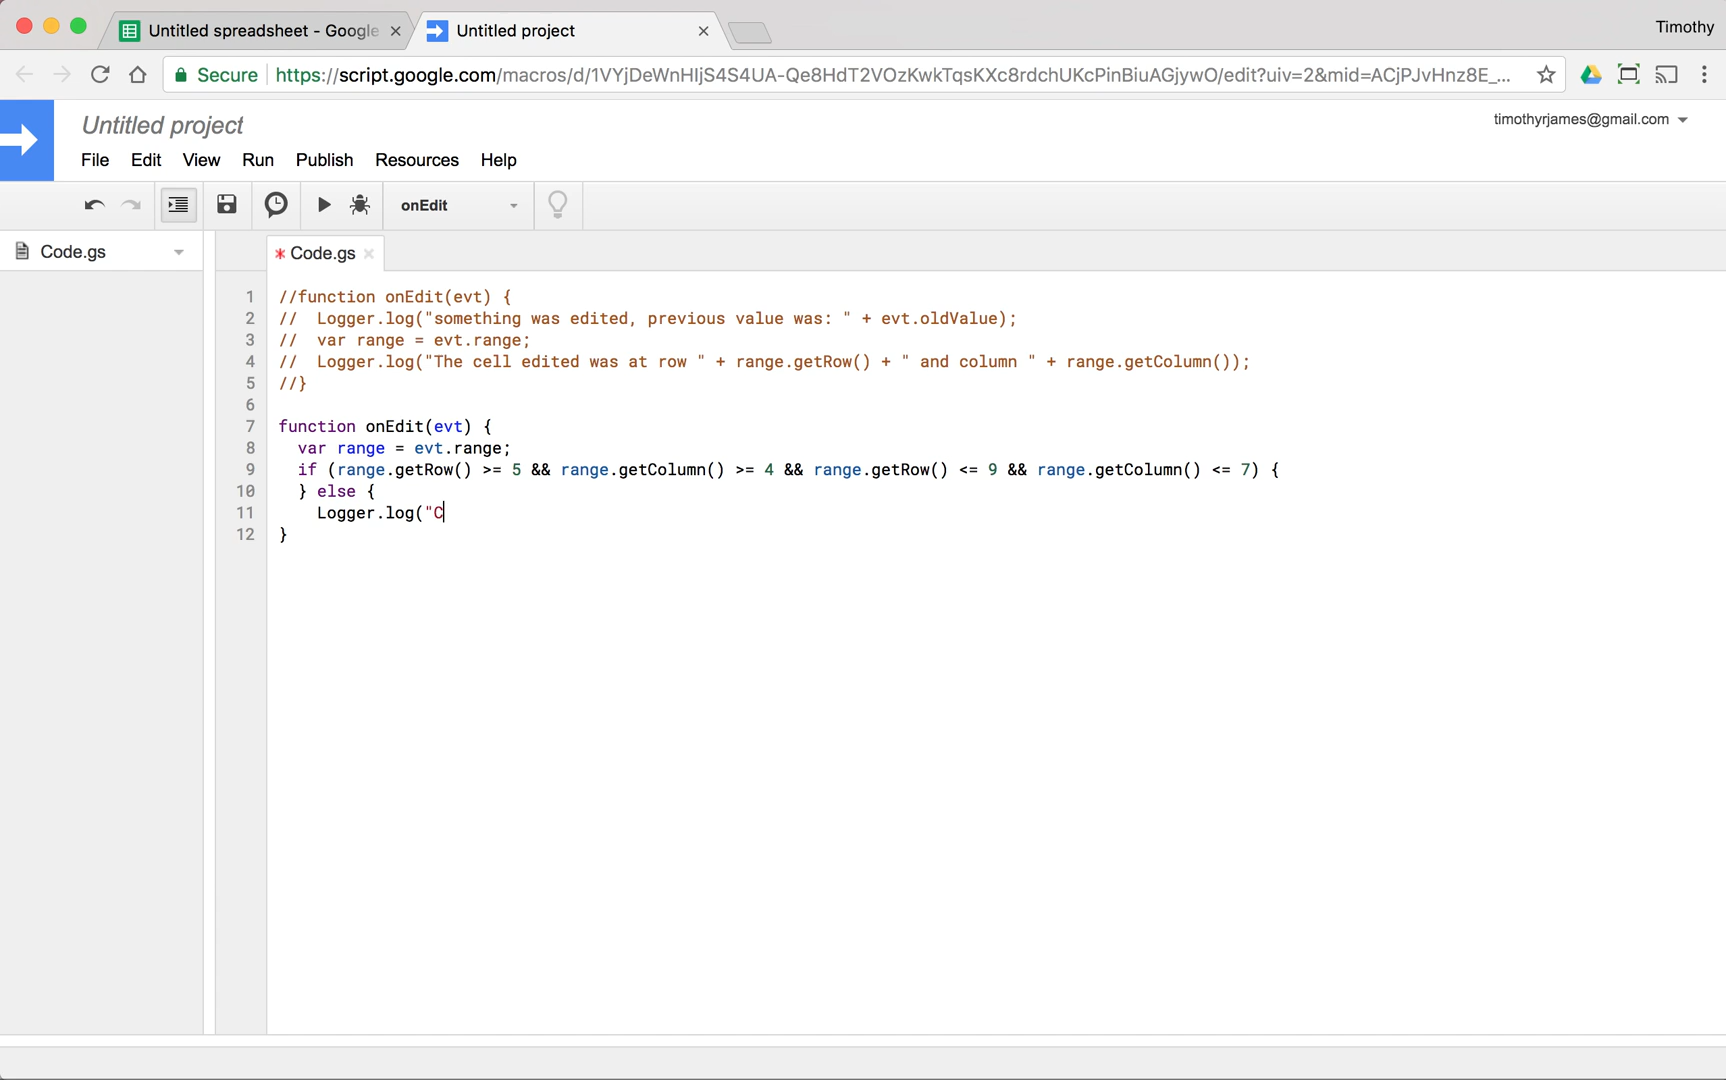 Untitled spreadsheet - Google
Untitled project
Timothy
Secure https://script.google.com/macros/d/1VYjDeWnHIjS4S4UA-Qe8HdT2VOzKwkTqsKXc8rdchUKcPinBiuAGjywO/edit?uiv=2&mid=ACjPJvHnz8E_...
Untitled project
timothyrjames@gmail.com
File Edit View Run Publish Resources Help
onEdit
Code.gs
* Code.gs
1 //function onEdit(evt) {
2 //  Logger.log("something was edited, previous value was: " + evt.oldValue);
3 //  var range = evt.range;
4 //  Logger.log("The cell edited was at row " + range.getRow() + " and column " + range.getColumn());
5 //}
6
7 function onEdit(evt) {
8   var range = evt.range;
9   if (range.getRow() >= 5 && range.getColumn() >= 4 && range.getRow() <= 9 && range.getColumn() <= 7) {
10   } else {
11     Logger.log("C
12 }